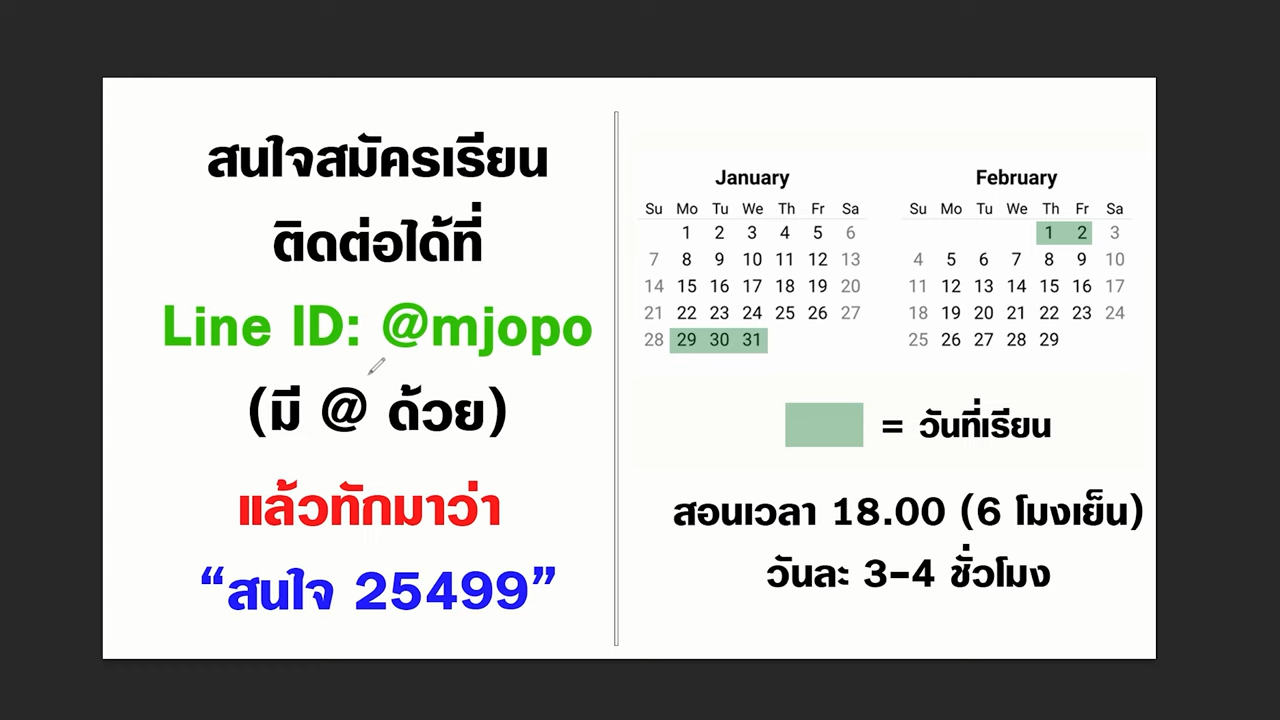 สนใจสมัครเรียน
ติดต่อได้ที่
Line ID: @mjopo
(มี @ ด้วย)
แล้วทักมาว่า
“สนใจ 25499”
January
Su Mo Tu We Th Fr Sa
1 2 3 4 5 6
7 8 9 10 11 12 13
14 15 16 17 18 19 20
21 22 23 24 25 26 27
28 29 30 31
February
Su Mo Tu We Th Fr Sa
1 2 3
4 5 6 7 8 9 10
11 12 13 14 15 16 17
18 19 20 21 22 23 24
25 26 27 28 29
= วันที่เรียน
สอนเวลา 18.00 (6 โมงเย็น)
วันละ 3-4 ชั่วโมง